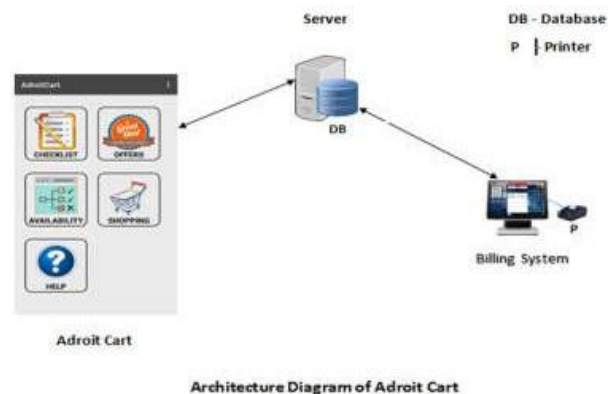 Server
DB - Database
P - Printer
AdroitCart
CHECKLIST
OFFERS
AVAILABILITY
SHOPPING
HELP
DB
P
Billing System
Adroit Cart
Architecture Diagram of Adroit Cart